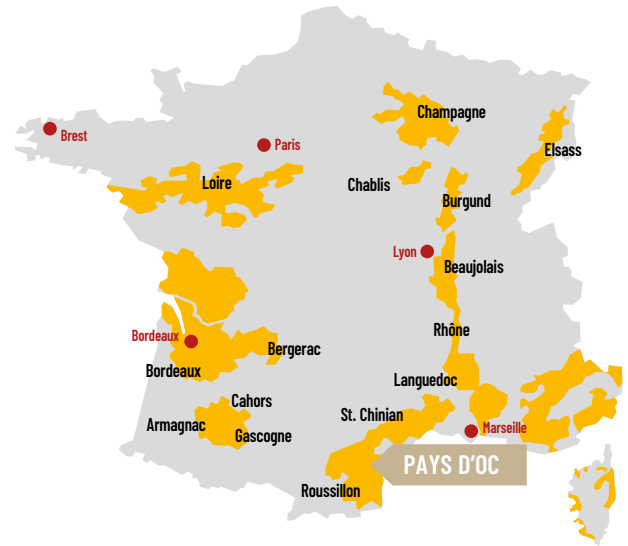 Champagne
Brest
Paris
Elsass
Loire
Chablis
Burgund
Lyon
Beaujolais
Rhône
Bordeaux
Bergerac
Bordeaux
Languedoc
Cahors
St. Chinian
Armagnac
Marseille
Gascogne
PAYS D'OC
Roussillon